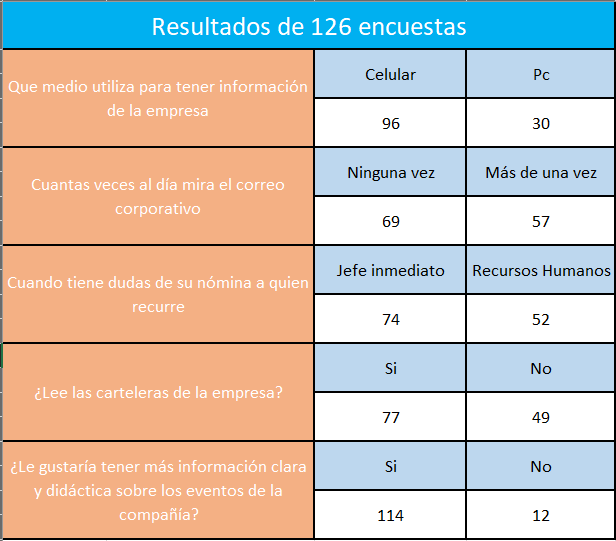 Resultados de 126 encuestas
Que medio utiliza para tener información
de la empresa
Celular
Pc
96
30
Cuantas veces al día mira el correo
corporativo
Ninguna vez
Más de una vez
69
57
Cuando tiene dudas de su nómina a quien
recurre
Jefe inmediato
Recursos Humanos
74
52
¿Lee las carteleras de la empresa?
Si
No
77
49
¿Le gustaría tener más información clara
y didáctica sobre los eventos de la
compañía?
Si
No
114
12